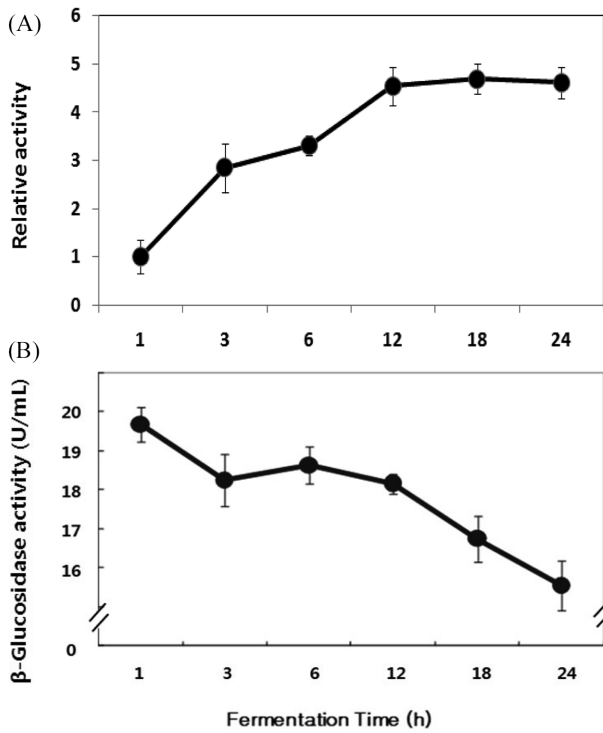 (A)
Relative activity
6
5
4
3
2
1
0
1 3 6 12 18 24
(B)
β-Glucosidase activity (U/mL)
20
19
18
17
16
0
1 3 6 12 18 24
Fermentation Time (h)